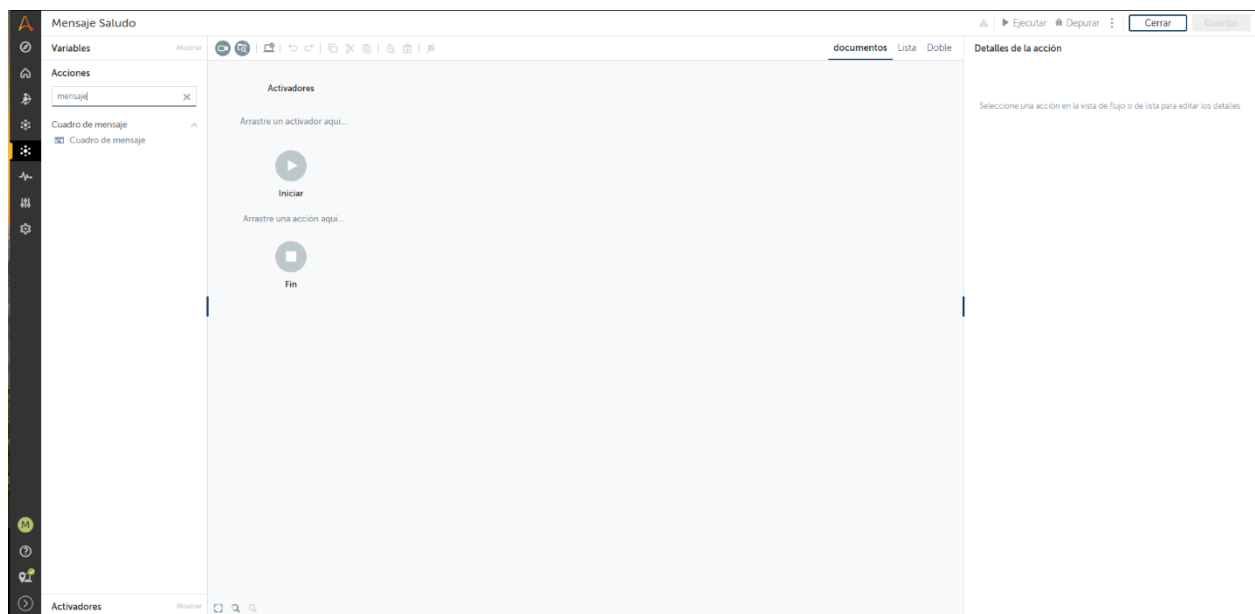 Mensaje Saludo
Ejecutar Depurar Cerrar Guardar
Variables Mostrar
documentos Lista Doble
Detalles de la acción
Acciones
mensaje
Cuadro de mensaje
Cuadro de mensaje
Activadores
Arrastre un activador aqui...
Iniciar
Arrastre una acción aqui...
Fin
Seleccione una acción en la vista de flujo o de lista para editar los detalles
M
Activadores Mostrar